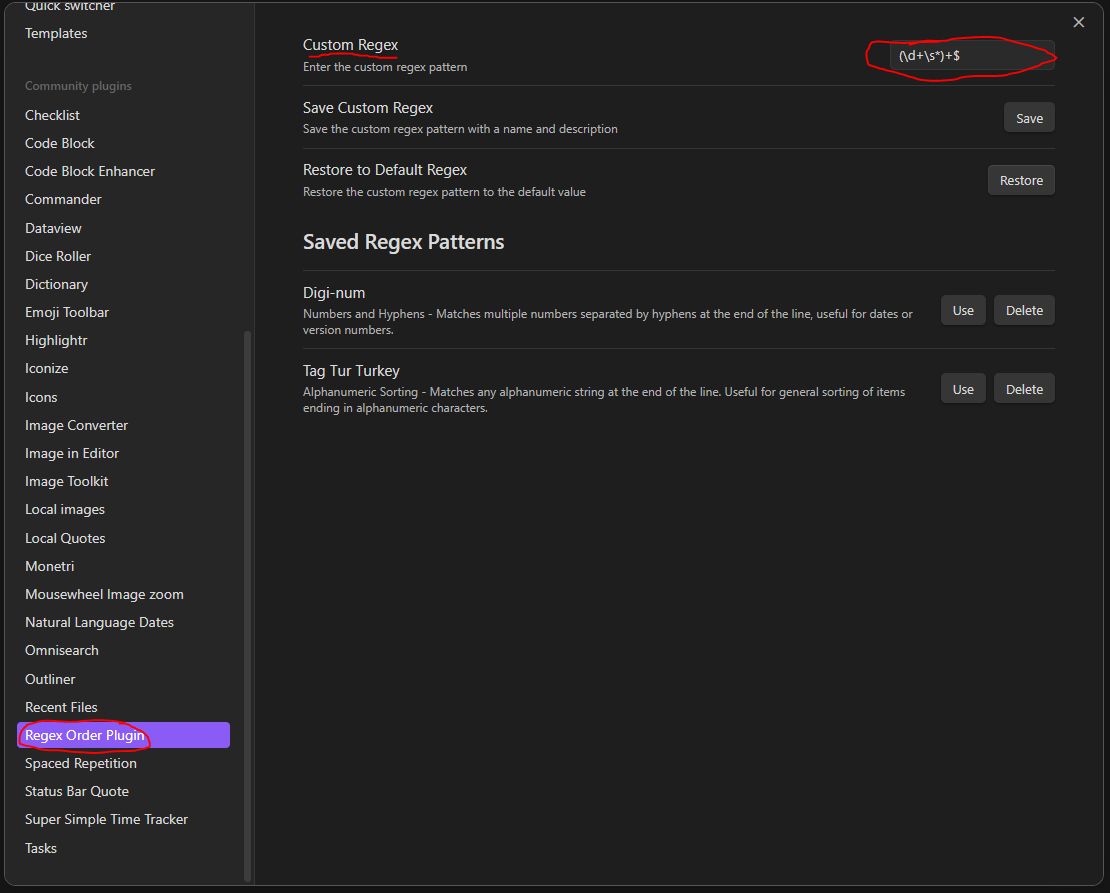 Quick switcher
Templates
Community plugins
Checklist
Code Block
Code Block Enhancer
Commander
Dataview
Dice Roller
Dictionary
Emoji Toolbar
Highlightr
Iconize
Icons
Image Converter
Image in Editor
Image Toolkit
Local images
Local Quotes
Monetri
Mousewheel Image zoom
Natural Language Dates
Omnisearch
Outliner
Recent Files
Regex Order Plugin
Spaced Repetition
Status Bar Quote
Super Simple Time Tracker
Tasks
Custom Regex
Enter the custom regex pattern
(\d+\s*)+$
Save Custom Regex
Save the custom regex pattern with a name and description
Save
Restore to Default Regex
Restore the custom regex pattern to the default value
Restore
Saved Regex Patterns
Digi-num
Numbers and Hyphens - Matches multiple numbers separated by hyphens at the end of the line, useful for dates or
version numbers.
Use
Delete
Tag Tur Turkey
Alphanumeric Sorting - Matches any alphanumeric string at the end of the line. Useful for general sorting of items
ending in alphanumeric characters.
Use
Delete